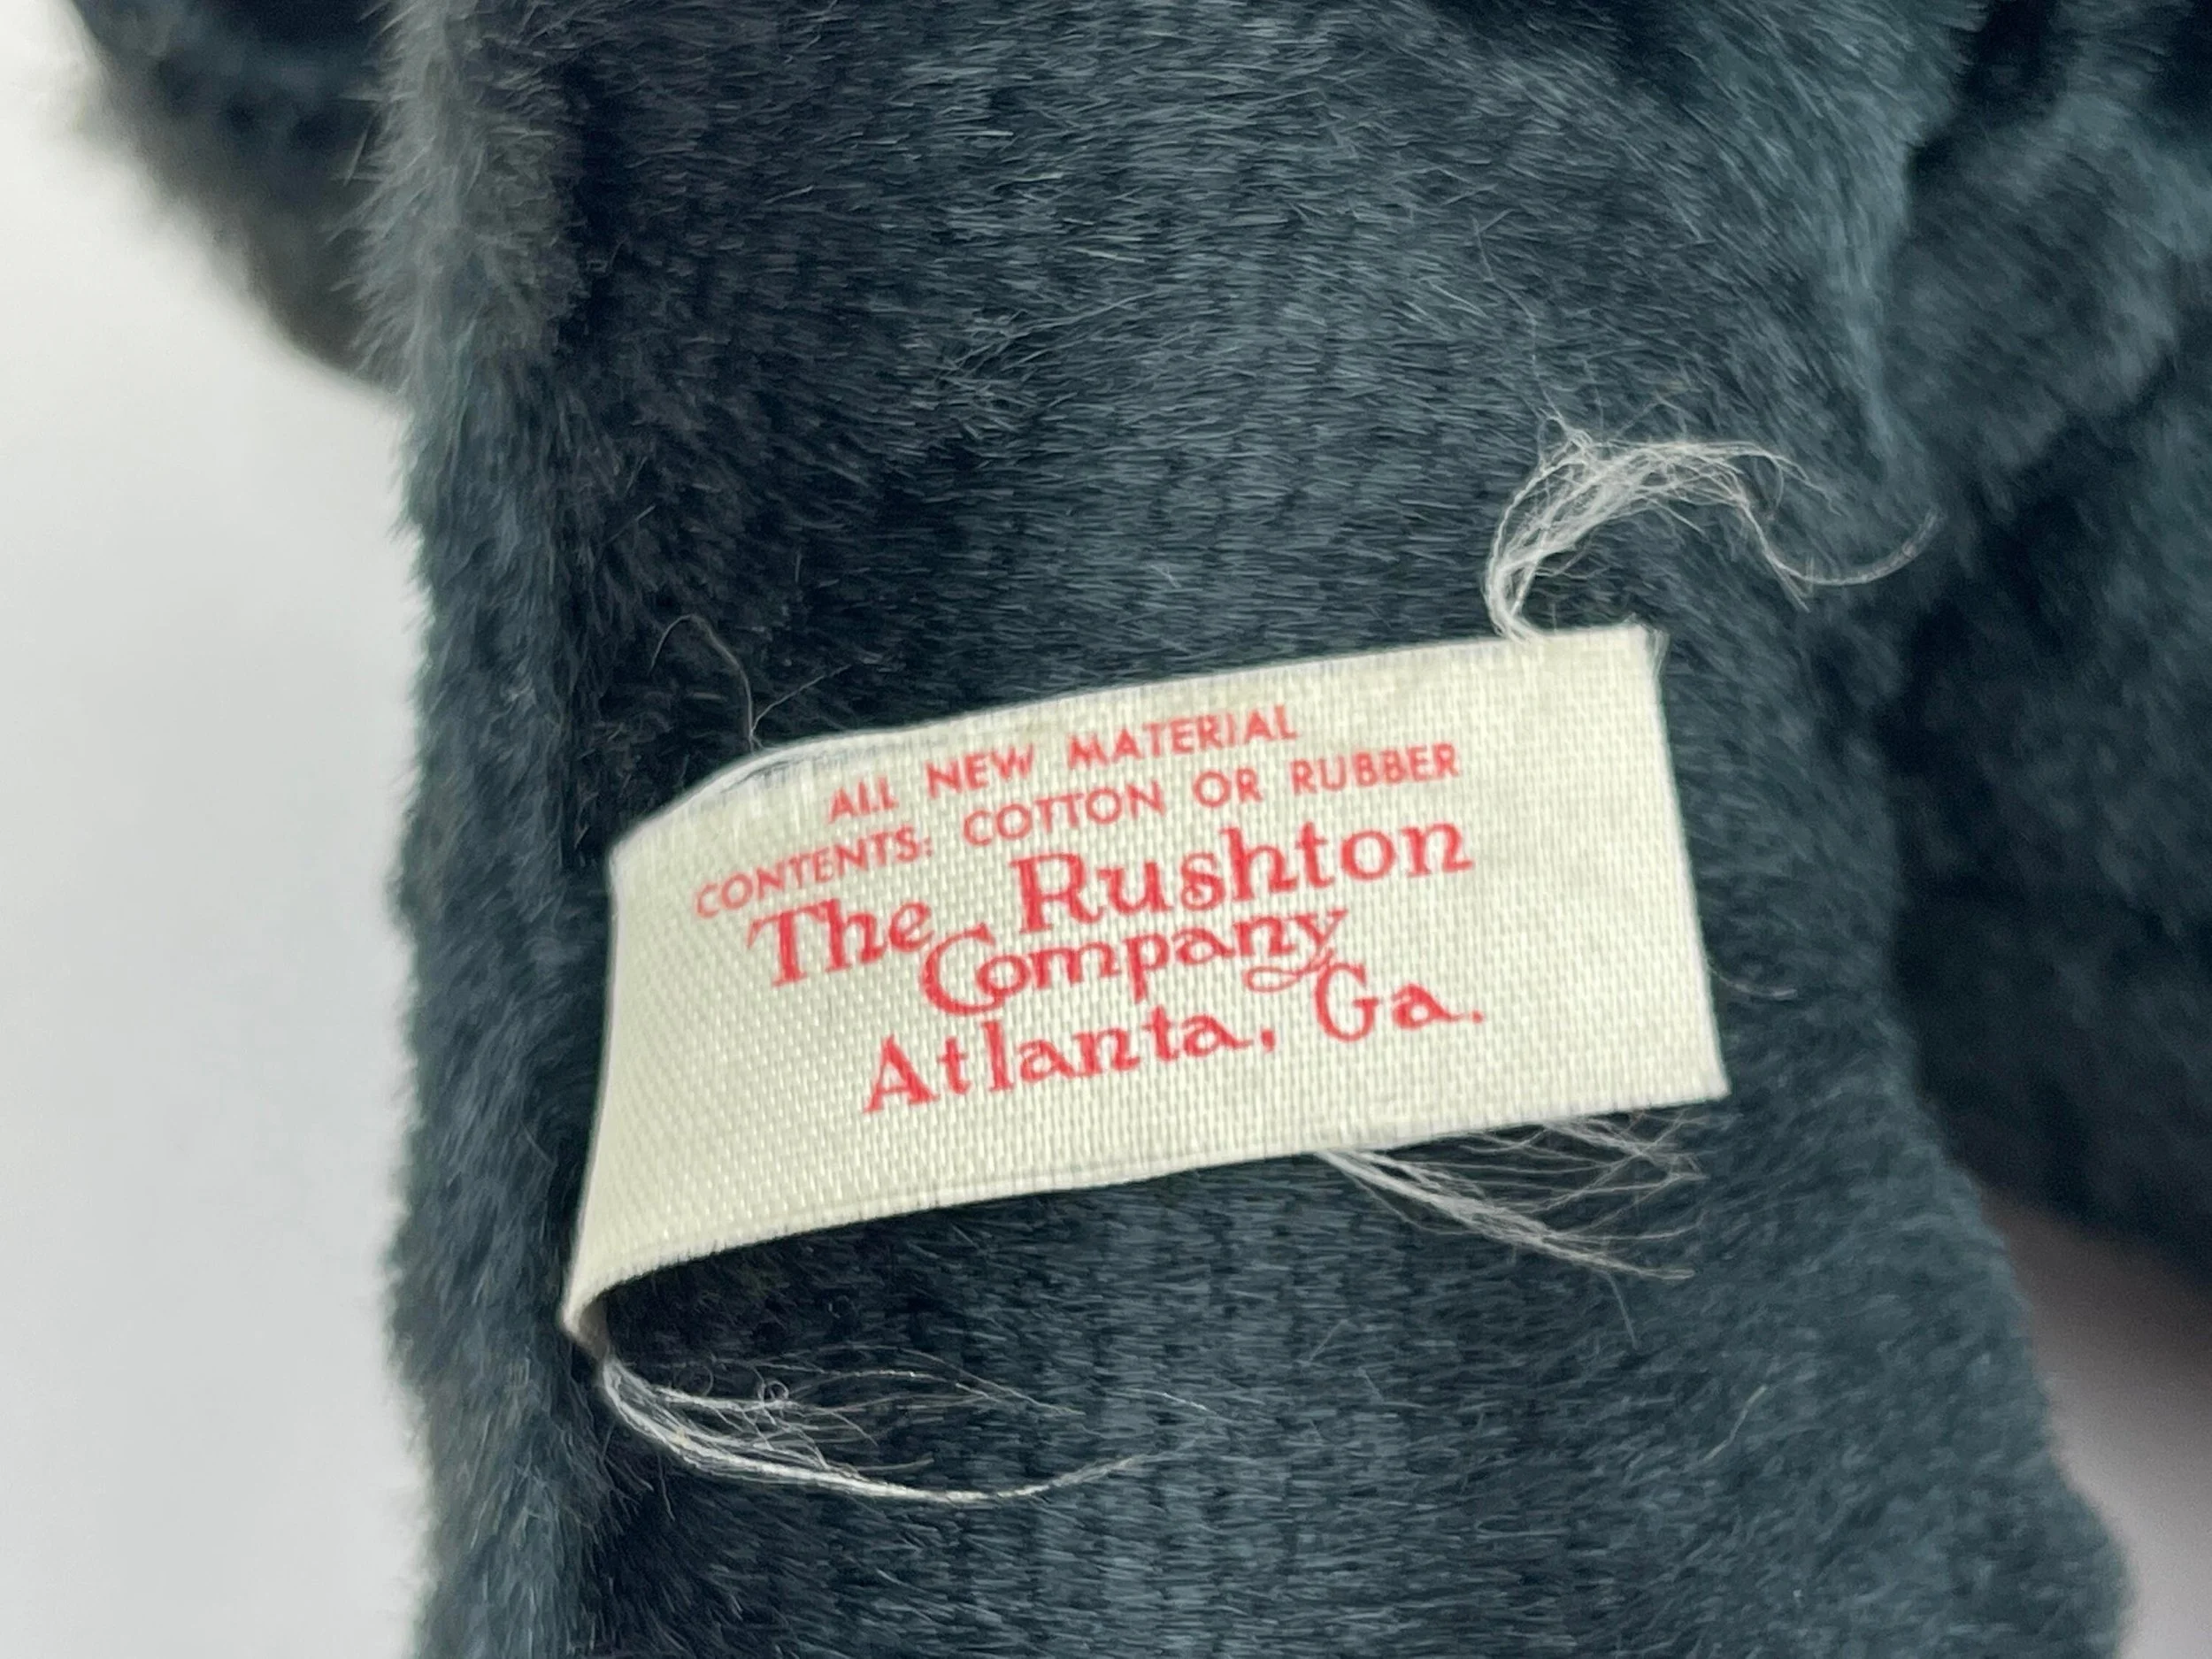 ALL NEW MATERIAL
CONTENTS: COTTON OR RUBBER
The Rushton
Company
Atlanta, Ga.